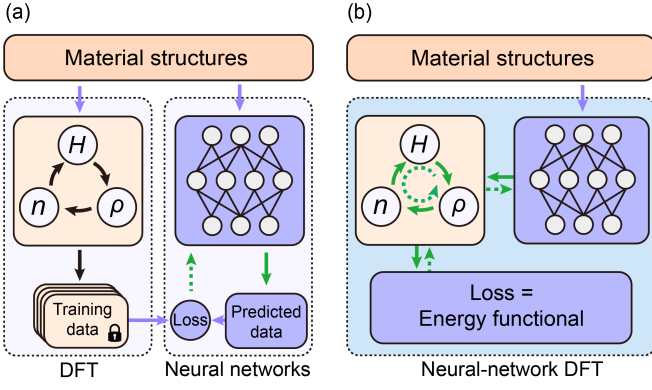 (a)
Material structures
H
n
ρ
Training
data
Loss
Predicted
data
DFT
Neural networks
(b)
Material structures
H
n
ρ
Loss =
Energy functional
Neural-network DFT